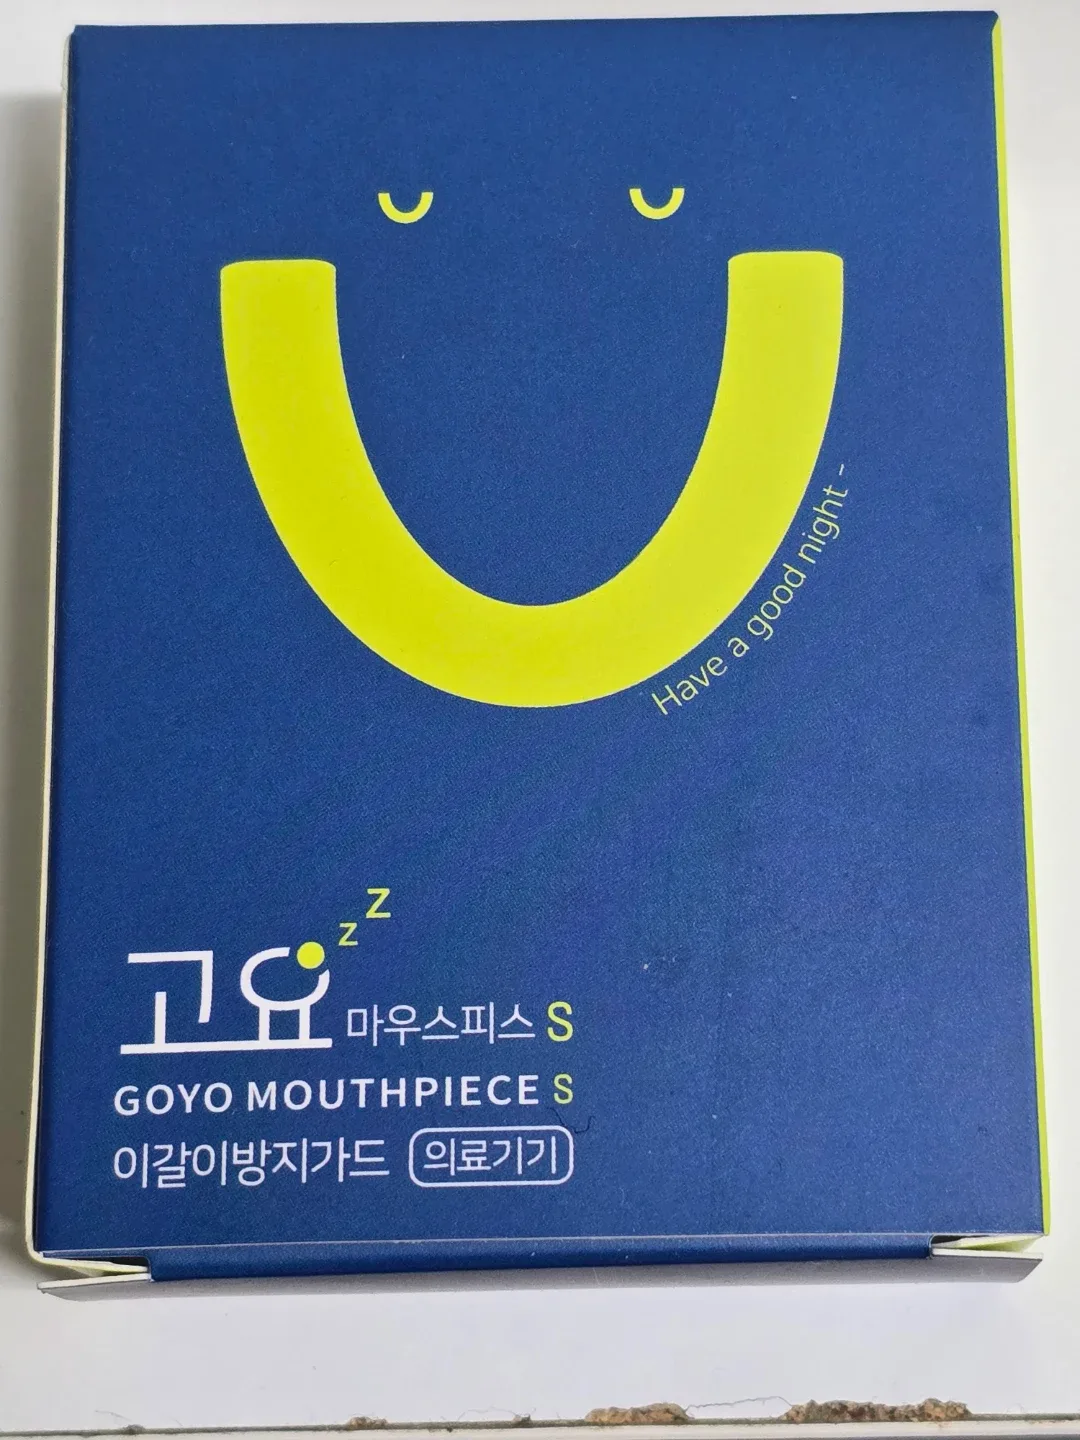 Have a good night -
z z
고요 마우스피스 S
GOYO MOUTHPIECE S
이갈이방지가드 의료기기